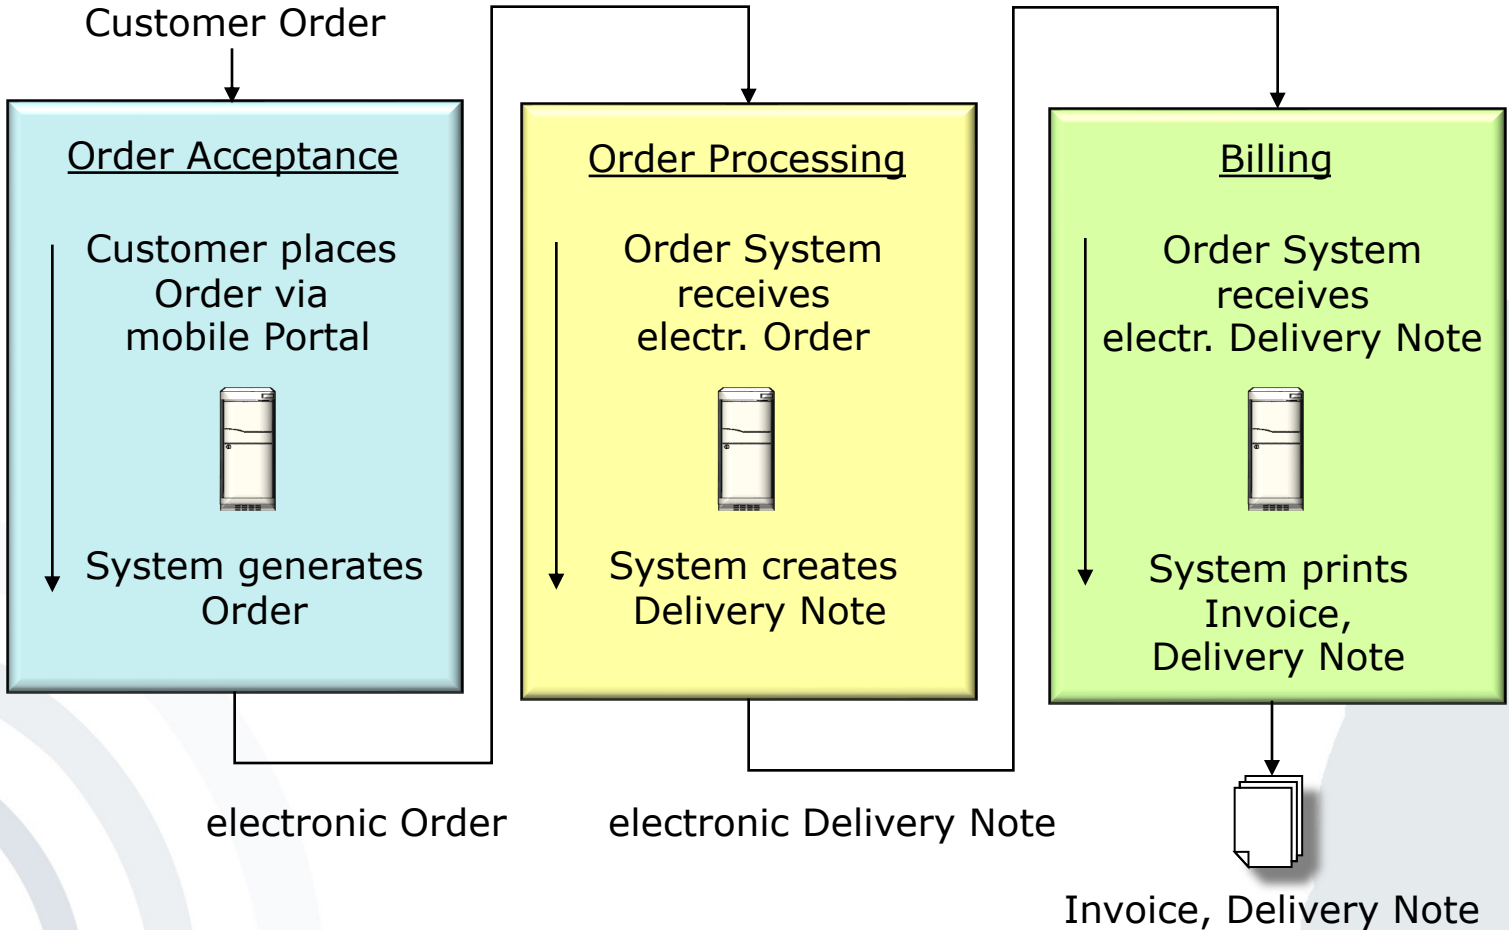 Customer Order
Order Acceptance
Customer places
Order via
mobile Portal
System generates
Order
electronic Order
Order Processing
Order System
receives
electr. Order
System creates
Delivery Note
electronic Delivery Note
Billing
Order System
receives
electr. Delivery Note
System prints
Invoice,
Delivery Note
Invoice, Delivery Note